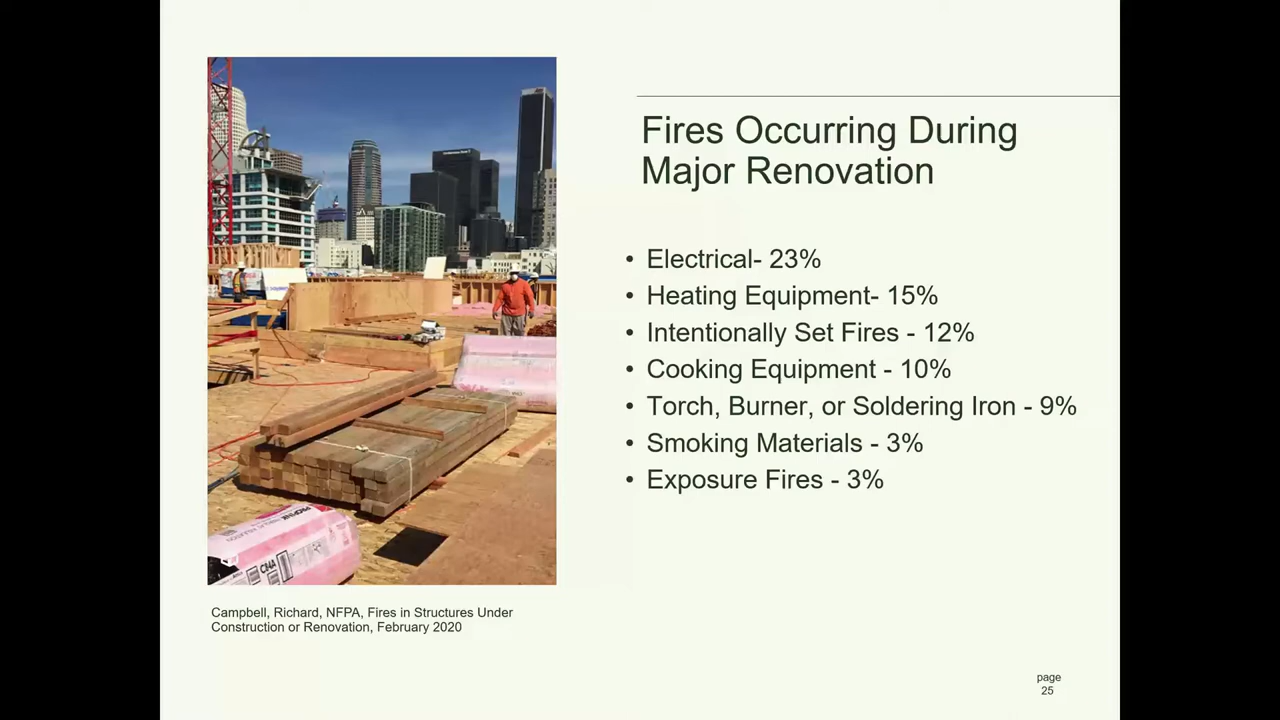 Fires Occurring During
Major Renovation
• Electrical- 23%
• Heating Equipment- 15%
• Intentionally Set Fires - 12%
• Cooking Equipment - 10%
• Torch, Burner, or Soldering Iron - 9%
• Smoking Materials - 3%
• Exposure Fires - 3%
PROPINK
C84A
Campbell, Richard, NFPA, Fires in Structures Under
Construction or Renovation, February 2020
page
25